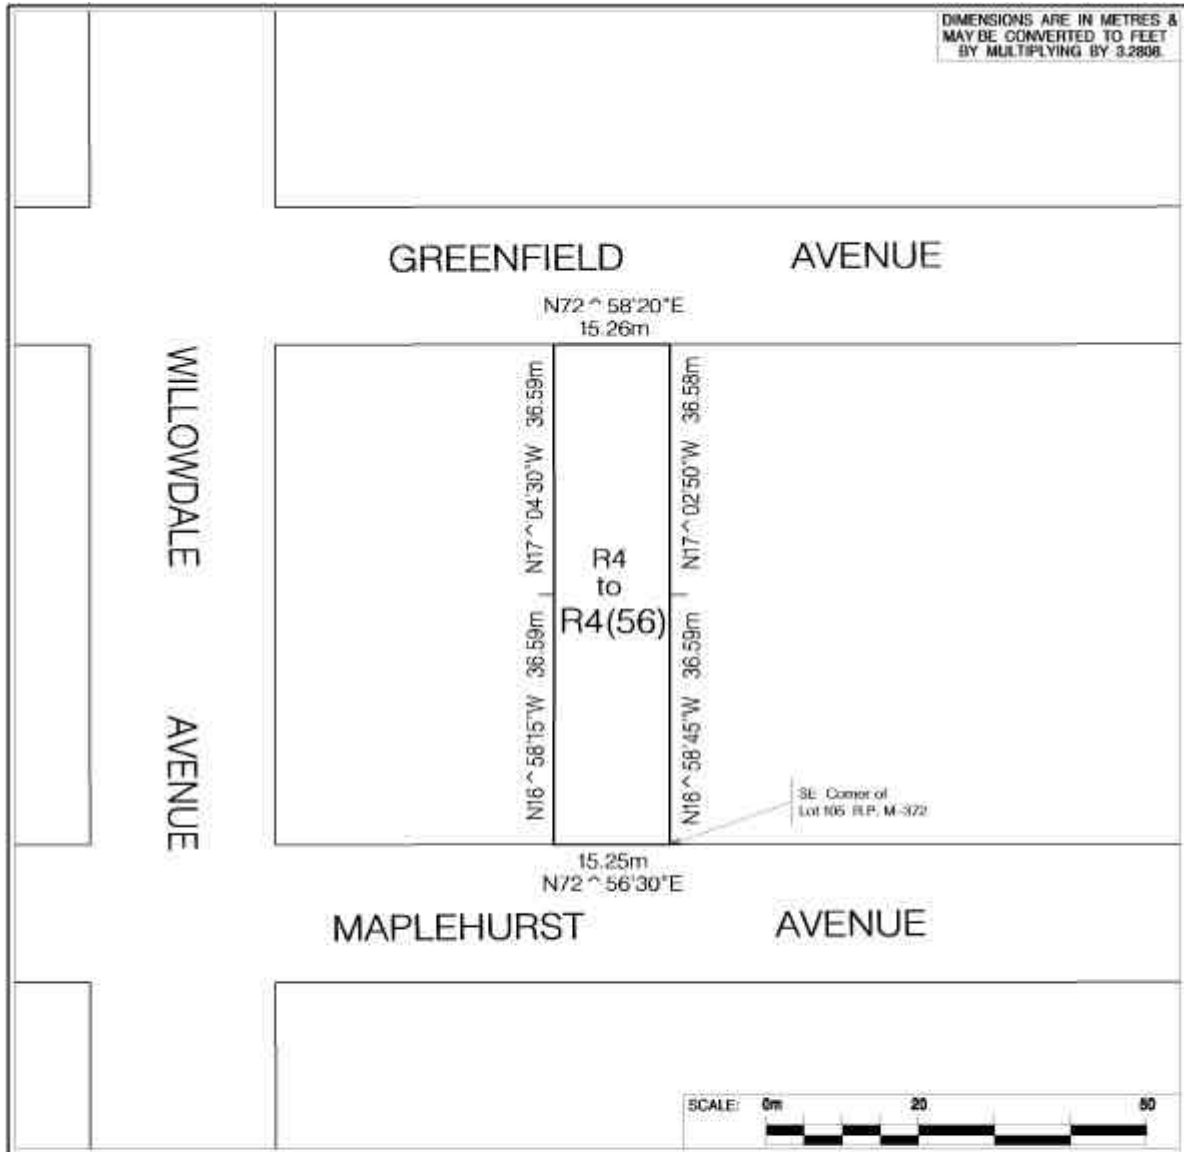 DIMENSIONS ARE IN METRES &
MAY BE CONVERTED TO FEET
BY MULTIPLYING BY 3.2808.
GREENFIELD AVENUE
N72^58'20"E
15.26m
WILLOWDALE AVENUE
N17^04'30"W 36.59m
N17^02'50"W 36.58m
R4
to
R4(56)
N16^58'15"W 36.59m
N16^58'45"W 36.59m
SE Corner of
Lot 105 R.P. M-372
15.25m
N72^56'30"E
MAPLEHURST AVENUE
SCALE: 0m 20 50